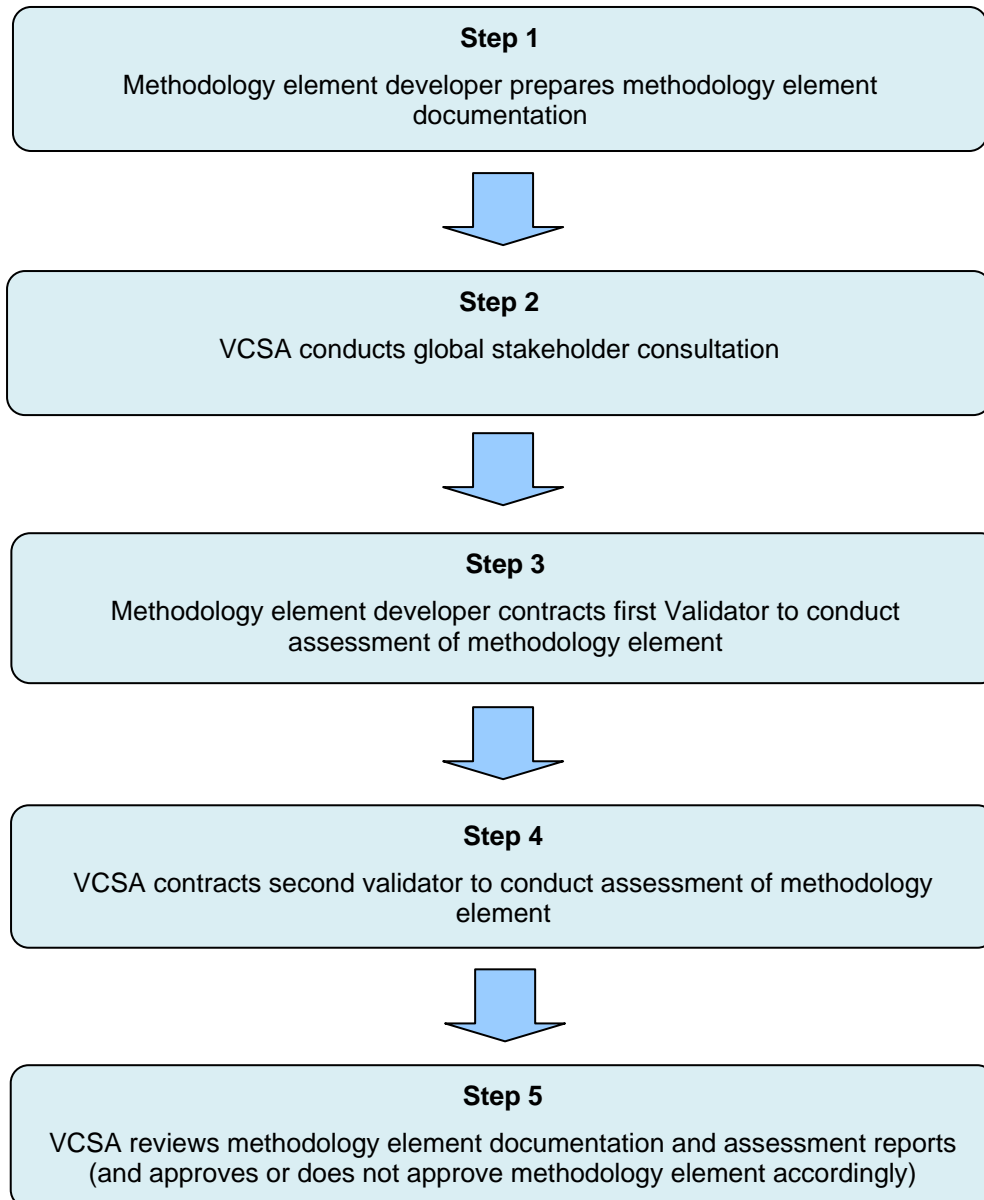 Step 1
Methodology element developer prepares methodology element
documentation
Step 2
VCSA conducts global stakeholder consultation
Step 3
Methodology element developer contracts first Validator to conduct
assessment of methodology element
Step 4
VCSA contracts second validator to conduct assessment of methodology
element
Step 5
VCSA reviews methodology element documentation and assessment reports
(and approves or does not approve methodology element accordingly)